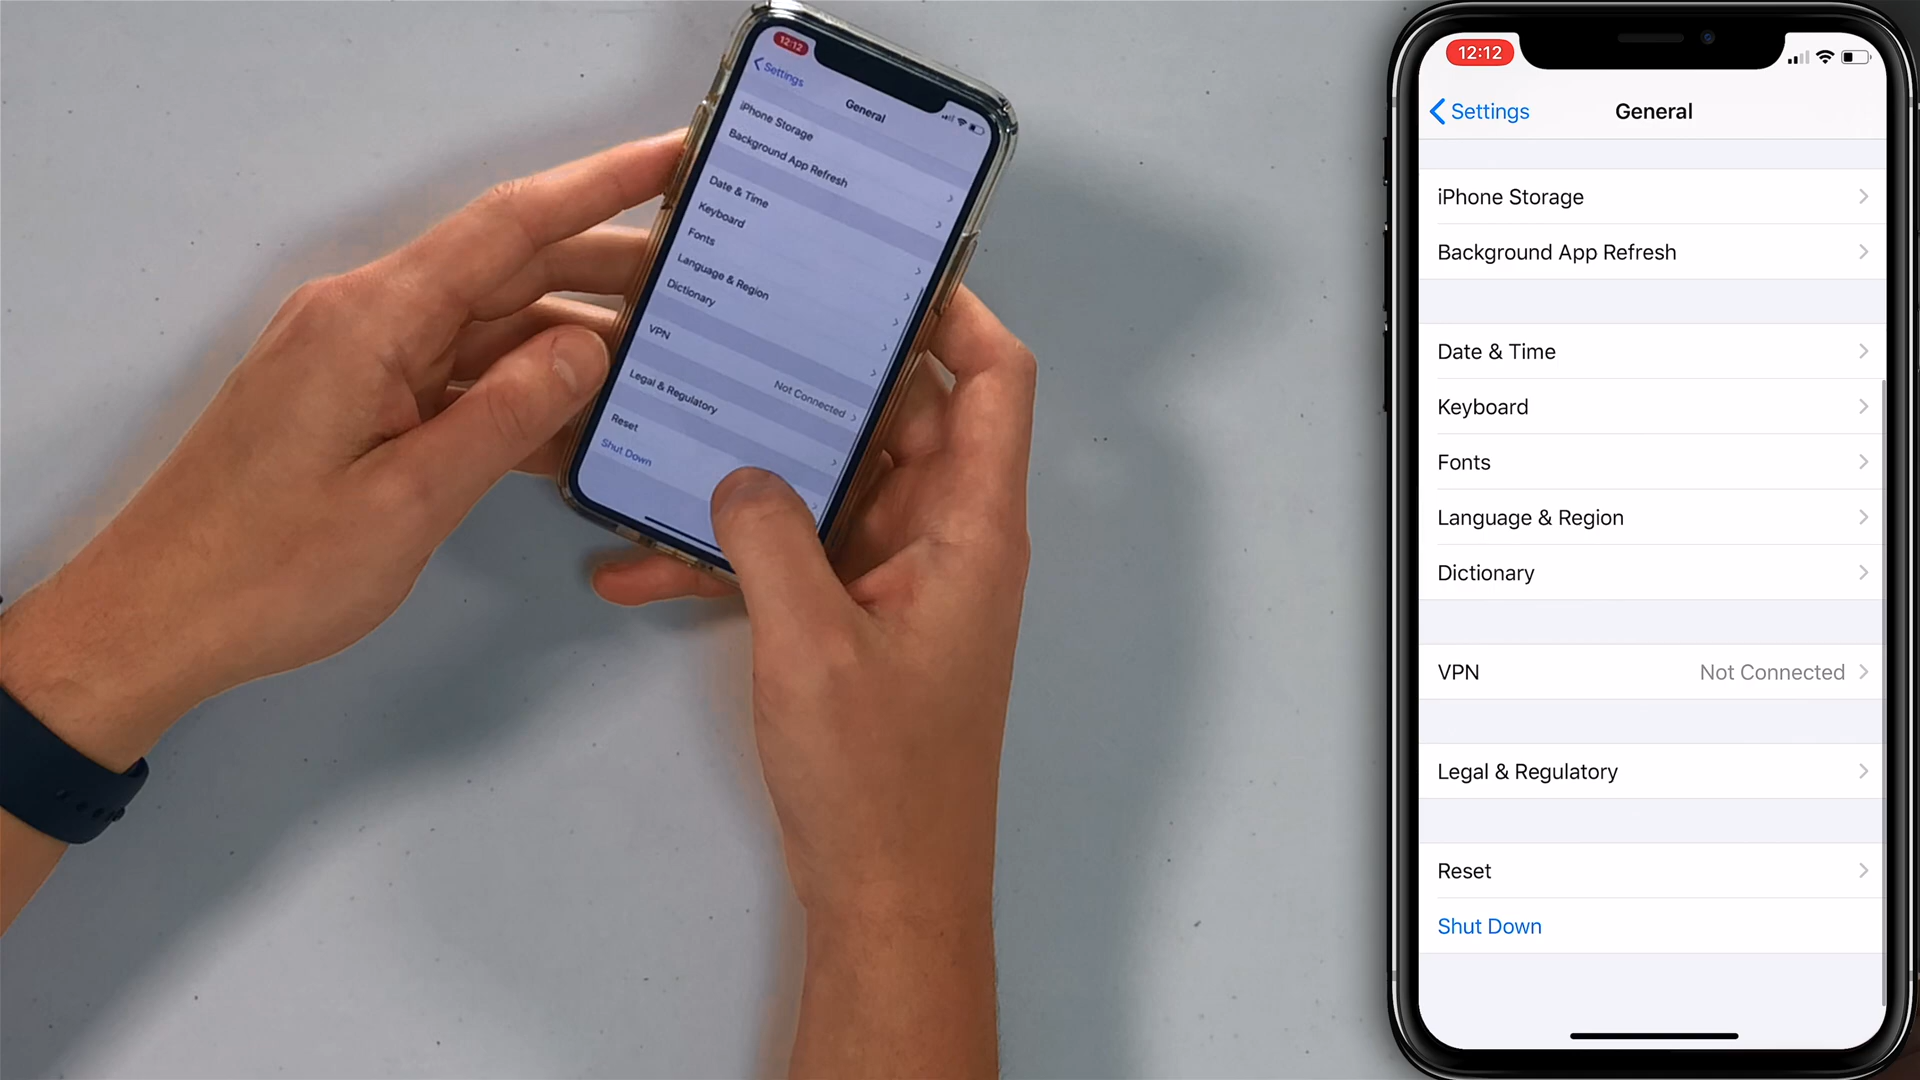 12:12
Settings
General
iPhone Storage
Background App Refresh
Date & Time
Keyboard
Fonts
Language & Region
Dictionary
VPN
Not Connected
Legal & Regulatory
Reset
Shut Down
12:12
Settings
General
iPhone Storage
Background App Refresh
Date & Time
Keyboard
Fonts
Language & Region
Dictionary
VPN Not Connected
Legal & Regulatory
Reset
Shut Down